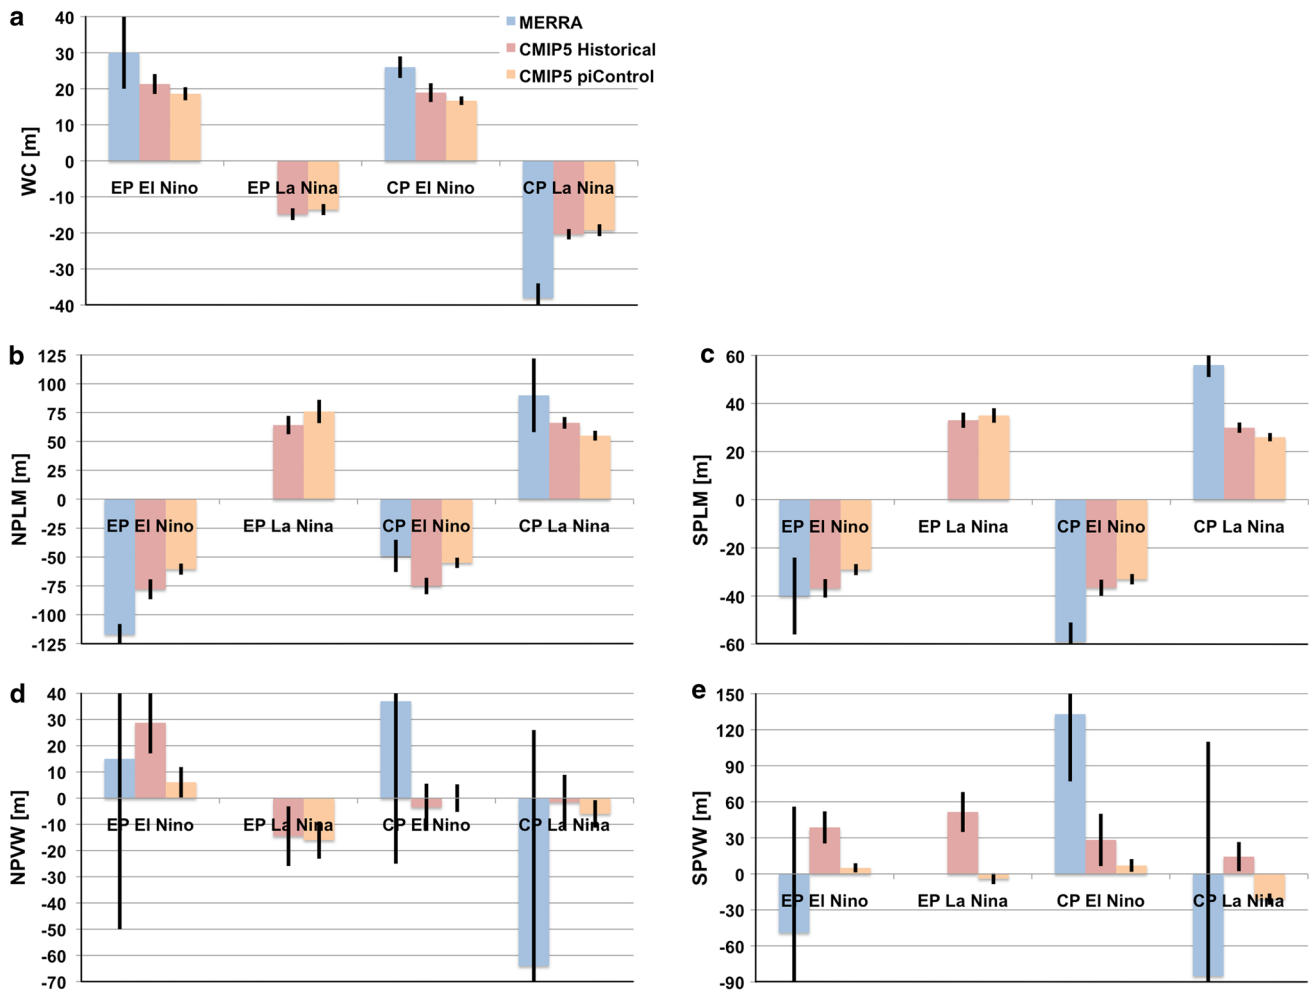 a
MERRA
CMIP5 Historical
CMIP5 piControl
WC [m]
40
30
20
10
0
-10
-20
-30
-40
EP El Nino
EP La Nina
CP El Nino
CP La Nina
b
NPLM [m]
125
100
75
50
25
0
-25
-50
-75
-100
-125
EP El Nino
EP La Nina
CP El Nino
CP La Nina
c
SPLM [m]
60
40
20
0
-20
-40
-60
EP El Nino
EP La Nina
CP El Nino
CP La Nina
d
NPVW [m]
40
30
20
10
0
-10
-20
-30
-40
-50
-60
-70
EP El Nino
EP La Nina
CP El Nino
CP La Nina
e
SPVW [m]
150
120
90
60
30
0
-30
-60
-90
EP El Nino
EP La Nina
CP El Nino
CP La Nina